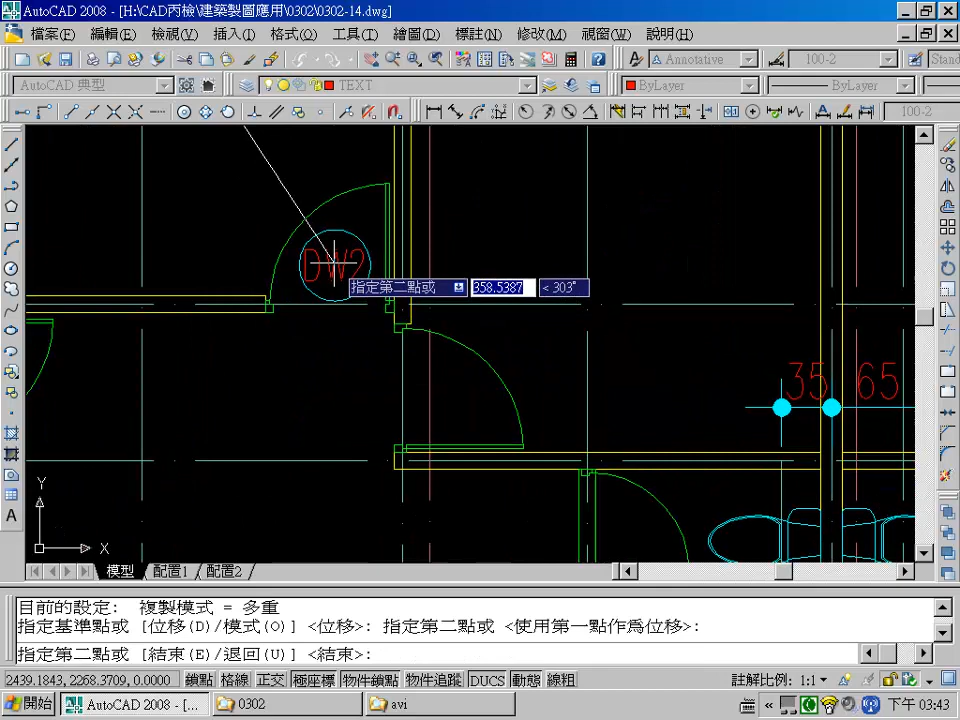 AutoCAD 2008 - [H:\CAD丙檢\建築製圖應用\0302\0302-14.dwg]
檔案(F) 編輯(E) 檢視(V) 插入(I) 格式(O) 工具(T) 繪圖(D) 標註(N) 修改(M) 視窗(W) 說明(H)
Annotative 100-2 Stand
AutoCAD 典型 TEXT ByLayer ByLayer
100-2
DW2
指定第二點或 358.5387 < 303°
35 65
Y
X
模型 配置1 配置2
目前的設定: 複製模式 = 多重
指定基準點或 [位移(D)/模式(O)] <位移>: 指定第二點或 <使用第一點作為位移>:
指定第二點或 [結束(E)/退回(U)] <結束>:
2439.1843, 2268.3709, 0.0000 鎖點 格線 正交 極座標 物件鎖點 物件追蹤 DUCS 動態 線粗 註解比例: 1:1
開始 AutoCAD 2008 - [... 0302 avi « 下午 03:43